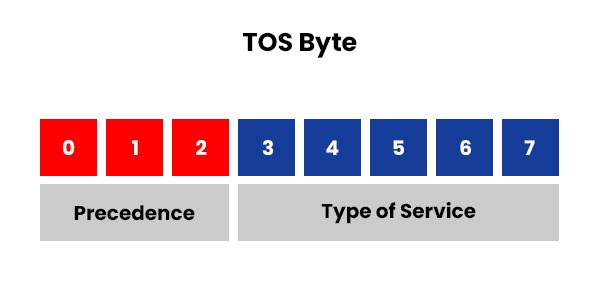 TOS Byte
0 1 2 3 4 5 6 7
Precedence Type of Service